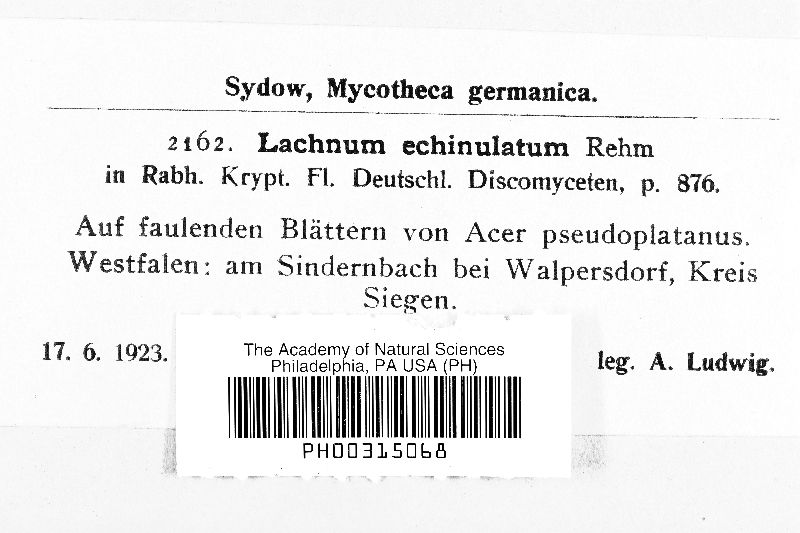 Sydow, Mycotheca germanica.
2162. Lachnum echinulatum Rehm
in Rabh. Krypt. Fl. Deutschl. Discomyceten, p. 876.
Auf faulenden Blättern von Acer pseudoplatanus.
Westfalen: am Sindernbach bei Walpersdorf, Kreis
Siegen.
17. 6. 1923. leg. A. Ludwig.
The Academy of Natural Sciences
Philadelphia, PA USA (PH)
PH00315068